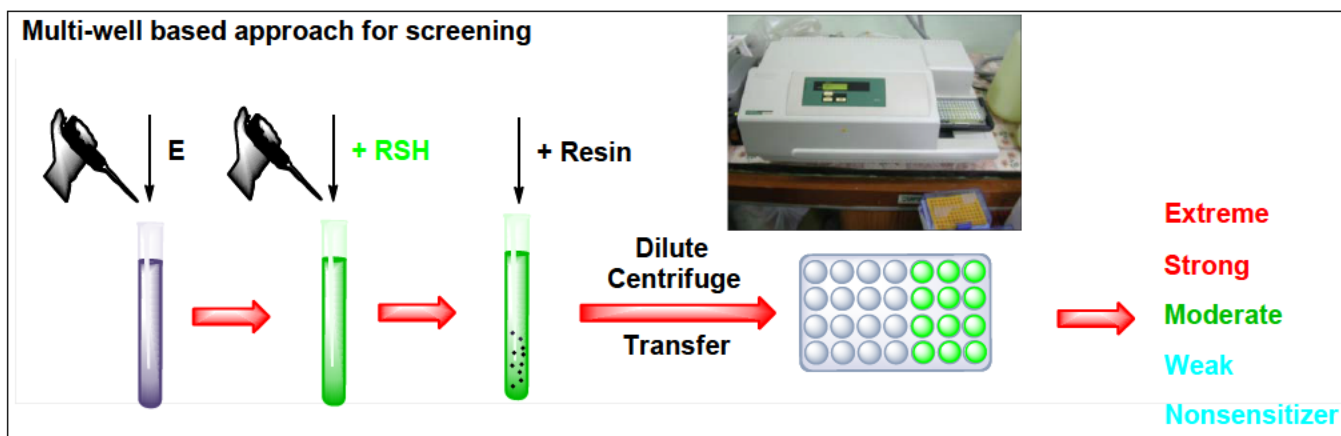 Multi-well based approach for screening
E
+ RSH
+ Resin
Dilute
Centrifuge
Transfer
Extreme
Strong
Moderate
Weak
Nonsensitizer